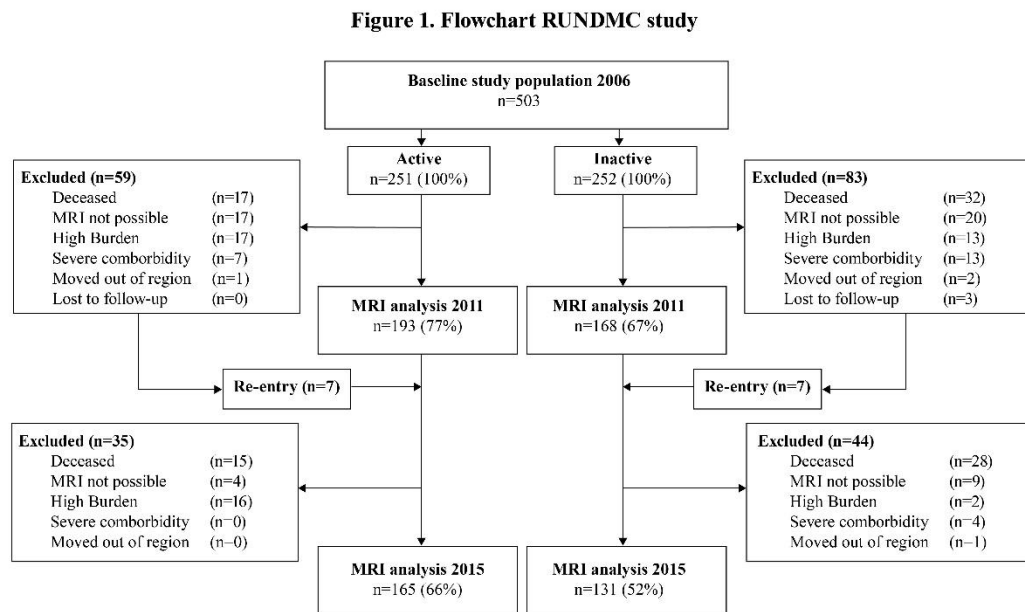 Figure 1. Flowchart RUNDMC study
Baseline study population 2006
n=503
Active
n=251 (100%)
Inactive
n=252 (100%)
Excluded (n=59)
Deceased (n=17)
MRI not possible (n=17)
High Burden (n=17)
Severe comborbidity (n=7)
Moved out of region (n=1)
Lost to follow-up (n=0)
Excluded (n=83)
Deceased (n=32)
MRI not possible (n=20)
High Burden (n=13)
Severe comborbidity (n=13)
Moved out of region (n=2)
Lost to follow-up (n=3)
MRI analysis 2011
n=193 (77%)
MRI analysis 2011
n=168 (67%)
Re-entry (n=7)
Re-entry (n=7)
Excluded (n=35)
Deceased (n=15)
MRI not possible (n=4)
High Burden (n=16)
Severe comborbidity (n=0)
Moved out of region (n=0)
Excluded (n=44)
Deceased (n=28)
MRI not possible (n=9)
High Burden (n=2)
Severe comborbidity (n=4)
Moved out of region (n=1)
MRI analysis 2015
n=165 (66%)
MRI analysis 2015
n=131 (52%)